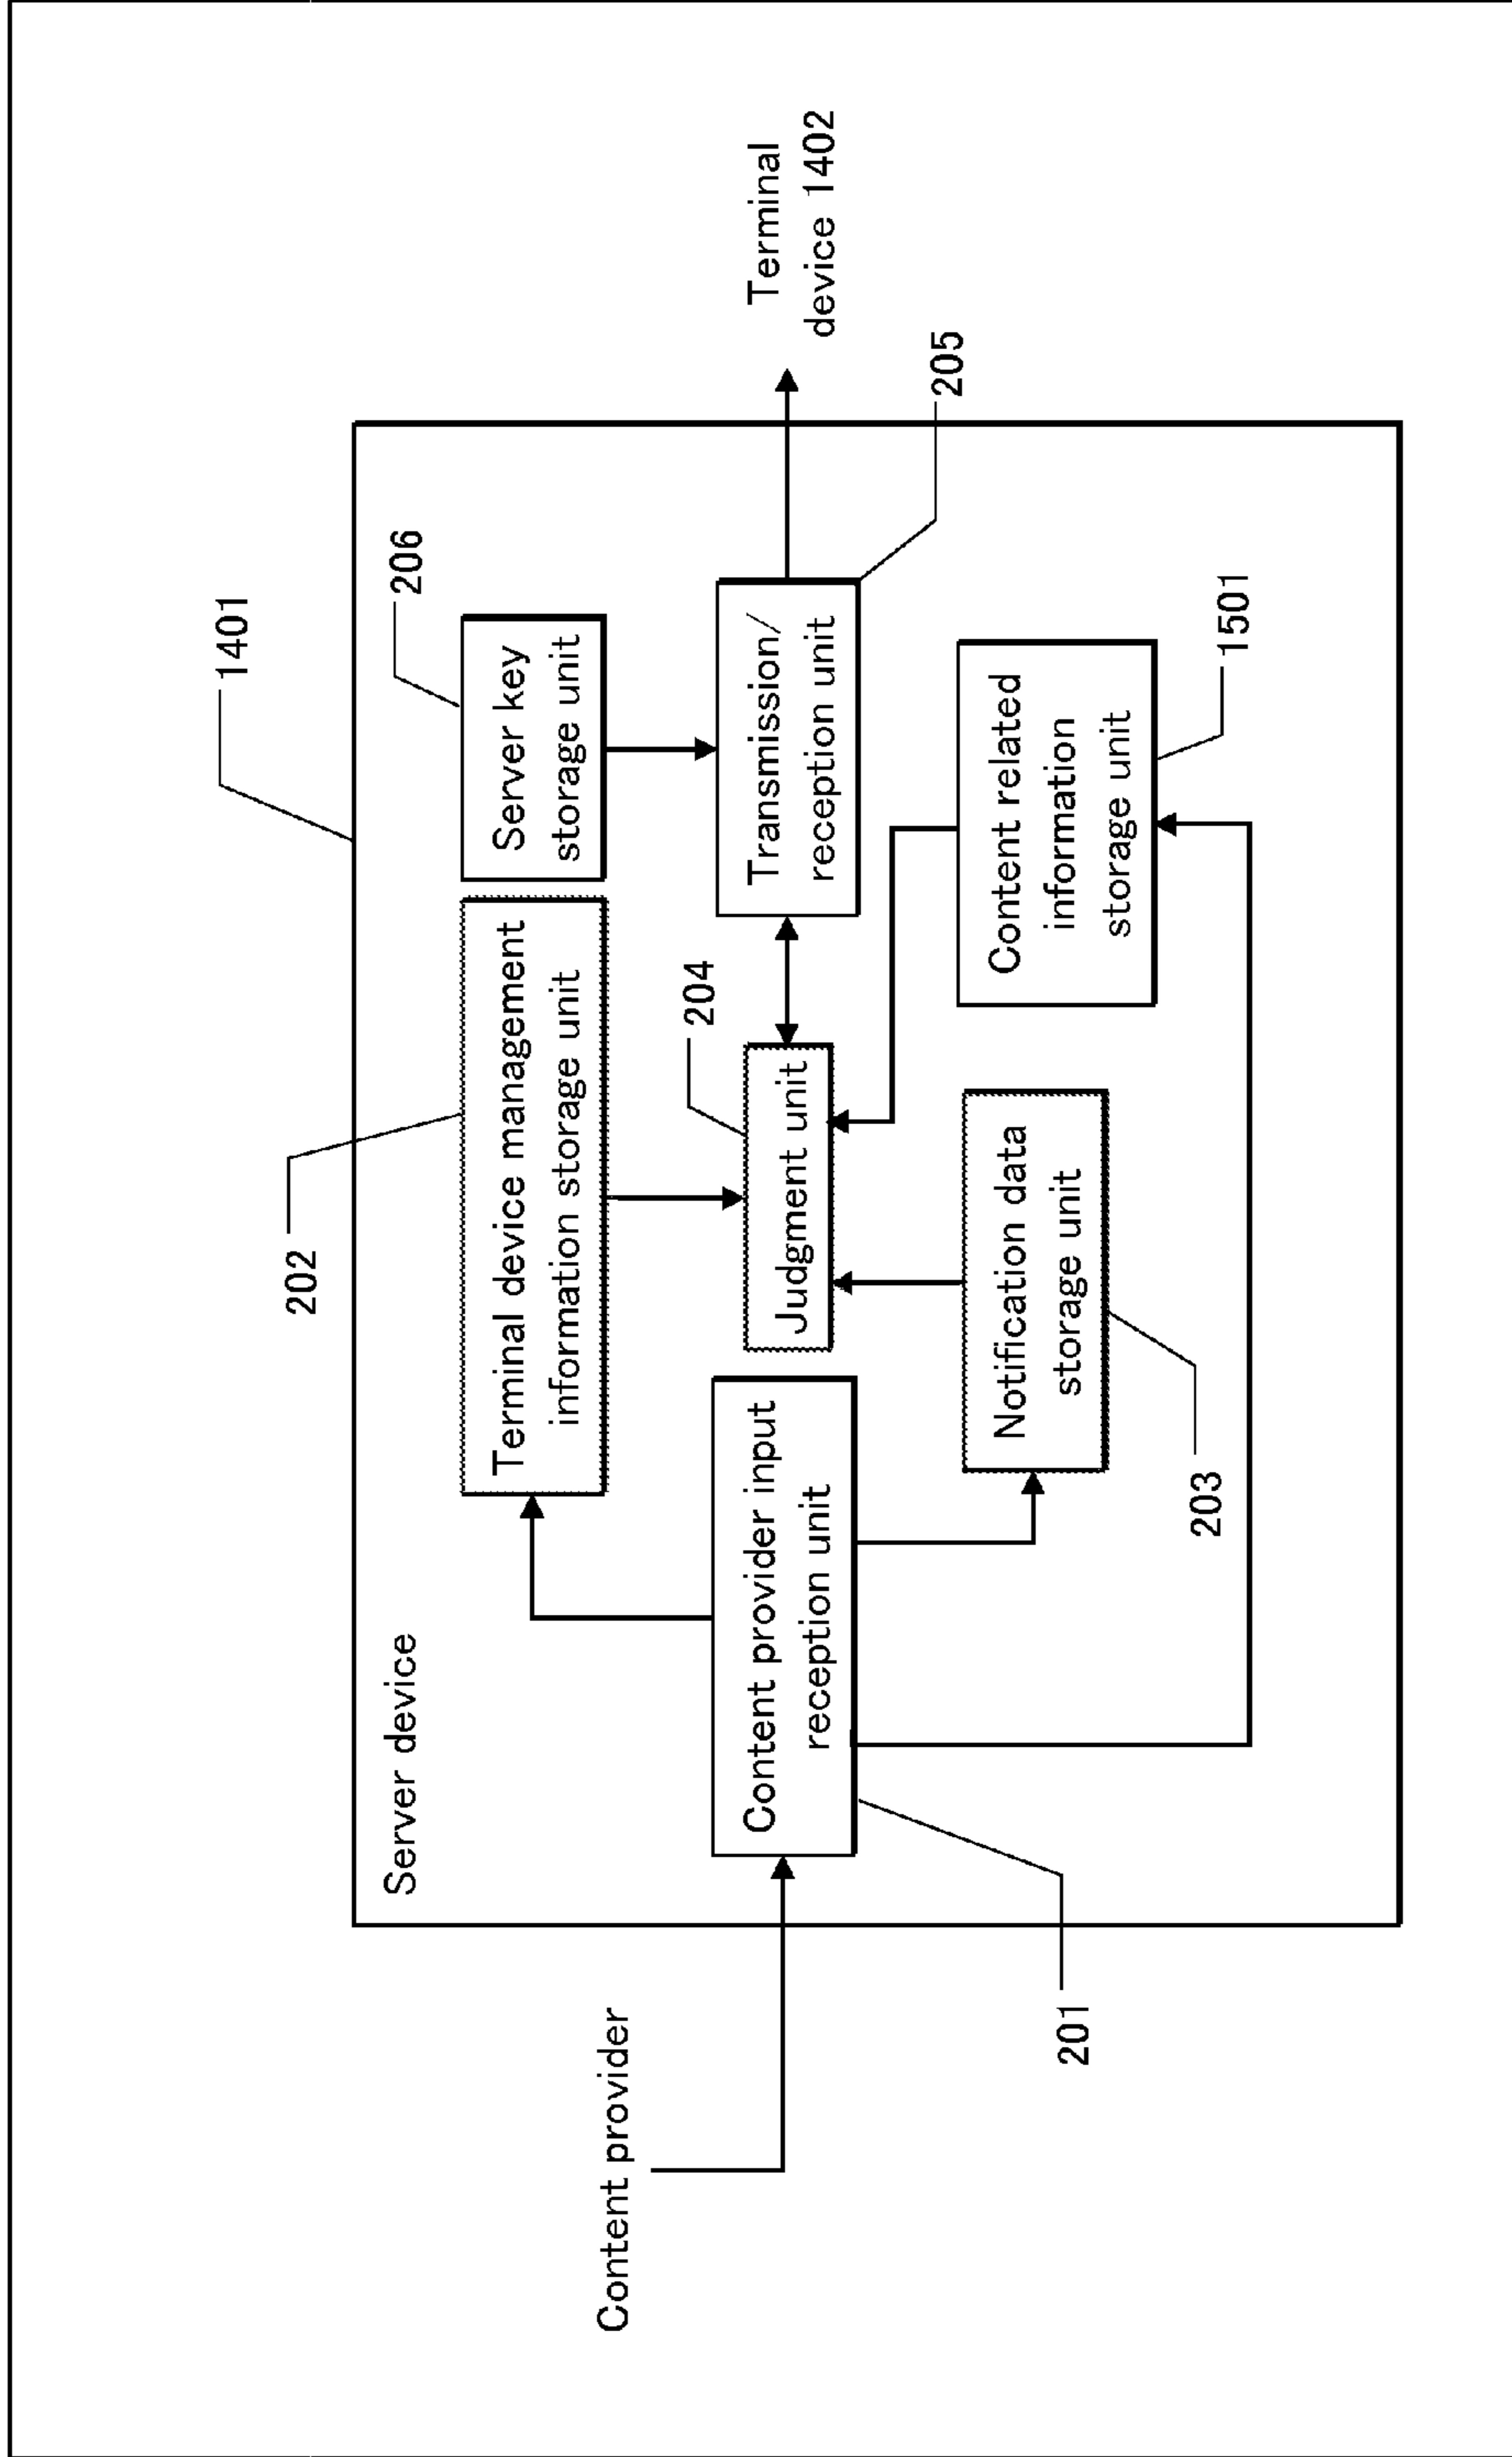 1401
Server device
202
206
Terminal device management
information storage unit
Server key
storage unit
Content provider
204
Content provider input
reception unit
Judgment unit
Transmission/
reception unit
Terminal
device 1402
205
Notification data
storage unit
Content related
information
storage unit
201
203
1501